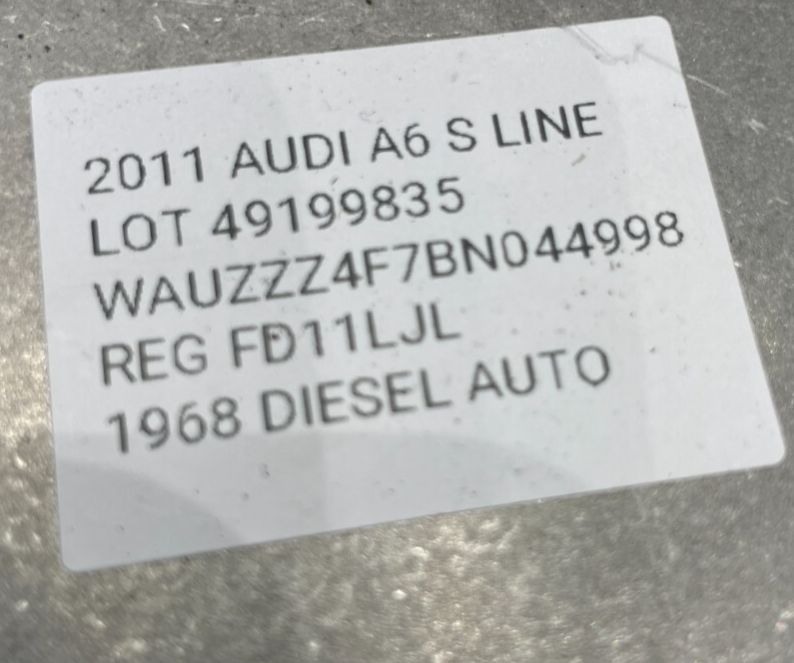 2011 AUDI A6 S LINE
LOT 49199835
WAUZZZ4F7BN044998
REG FD11LJL
1968 DIESEL AUTO